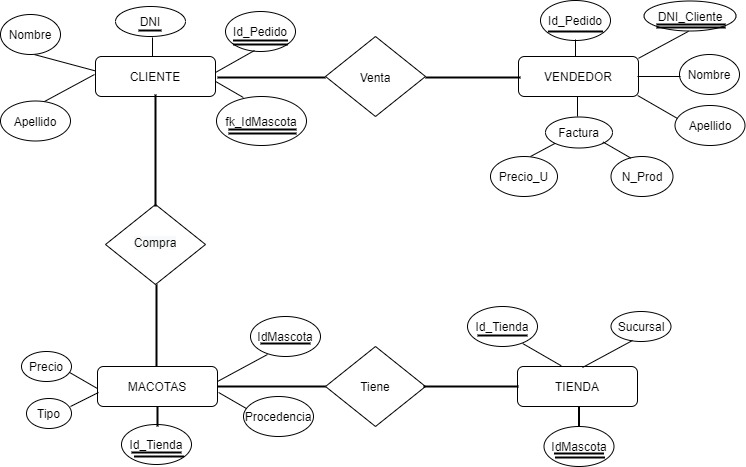 DNI
Id_Pedido
Nombre
CLIENTE
Apellido
fk_IdMascota
Venta
Id_Pedido
DNI_Cliente
VENDEDOR
Nombre
Apellido
Factura
Precio_U
N_Prod
Compra
IdMascota
Precio
MACOTAS
Tipo
Procedencia
Id_Tienda
Tiene
Id_Tienda
Sucursal
TIENDA
IdMascota